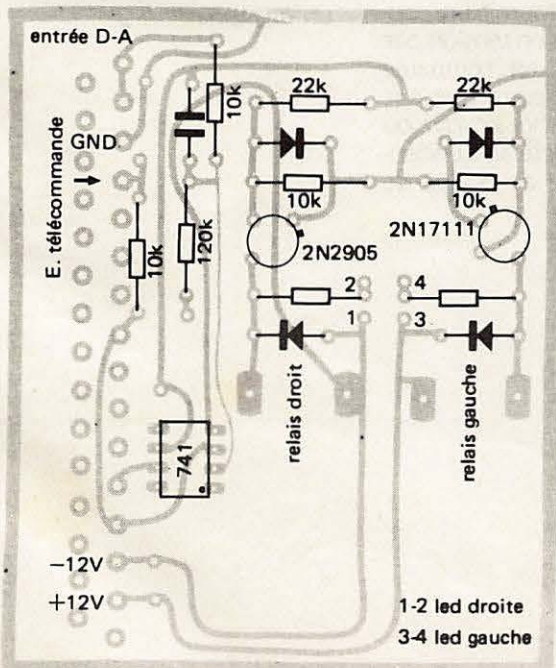 entrée D-A
GND
E. télécommande
10k
10k
120k
22k
22k
10k
10k
2N2905
2N17111
2
1
4
3
relais droit
relais gauche
741
-12V
+12V
1-2 led droite
3-4 led gauche